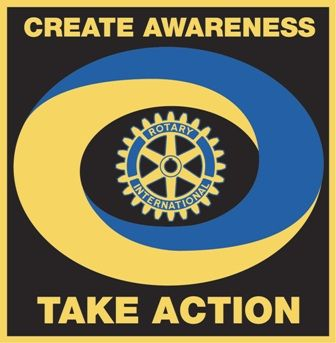 CREATE AWARENESS
ROTARY
INTERNATIONAL
TAKE ACTION